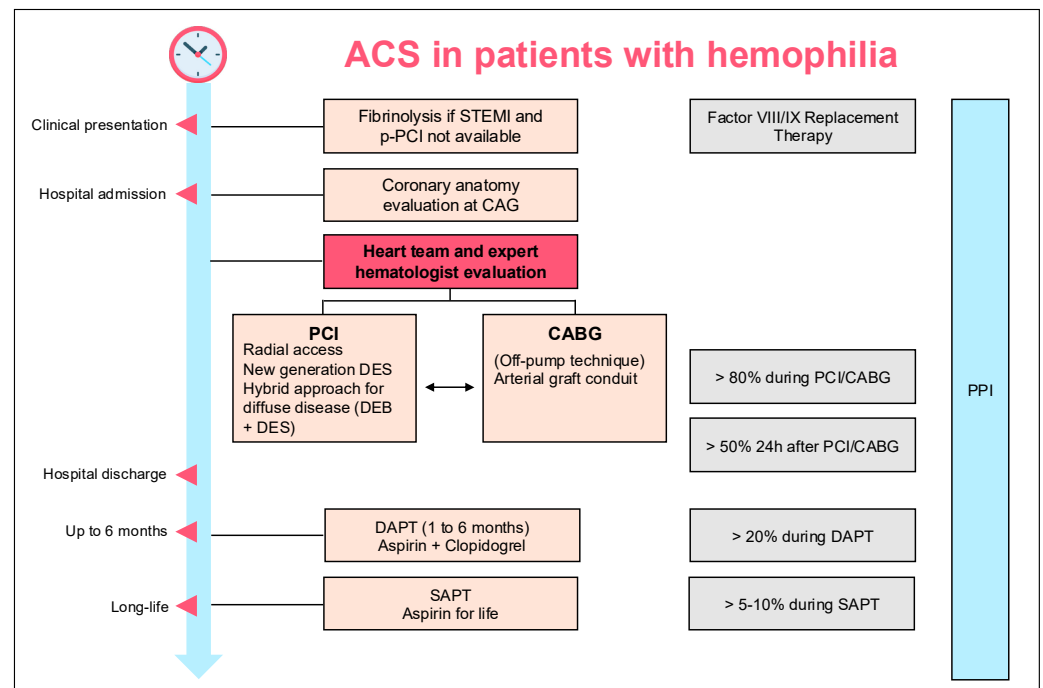 ACS in patients with hemophilia
Clinical presentation
Fibrinolysis if STEMI and
p-PCI not available
Factor VIII/IX Replacement
Therapy
Hospital admission
Coronary anatomy
evaluation at CAG
Heart team and expert
hematologist evaluation
PCI
Radial access
New generation DES
Hybrid approach for
diffuse disease (DEB
+ DES)
CABG
(Off-pump technique)
Arterial graft conduit
> 80% during PCI/CABG
> 50% 24h after PCI/CABG
PPI
Hospital discharge
Up to 6 months
DAPT (1 to 6 months)
Aspirin + Clopidogrel
> 20% during DAPT
Long-life
SAPT
Aspirin for life
> 5-10% during SAPT